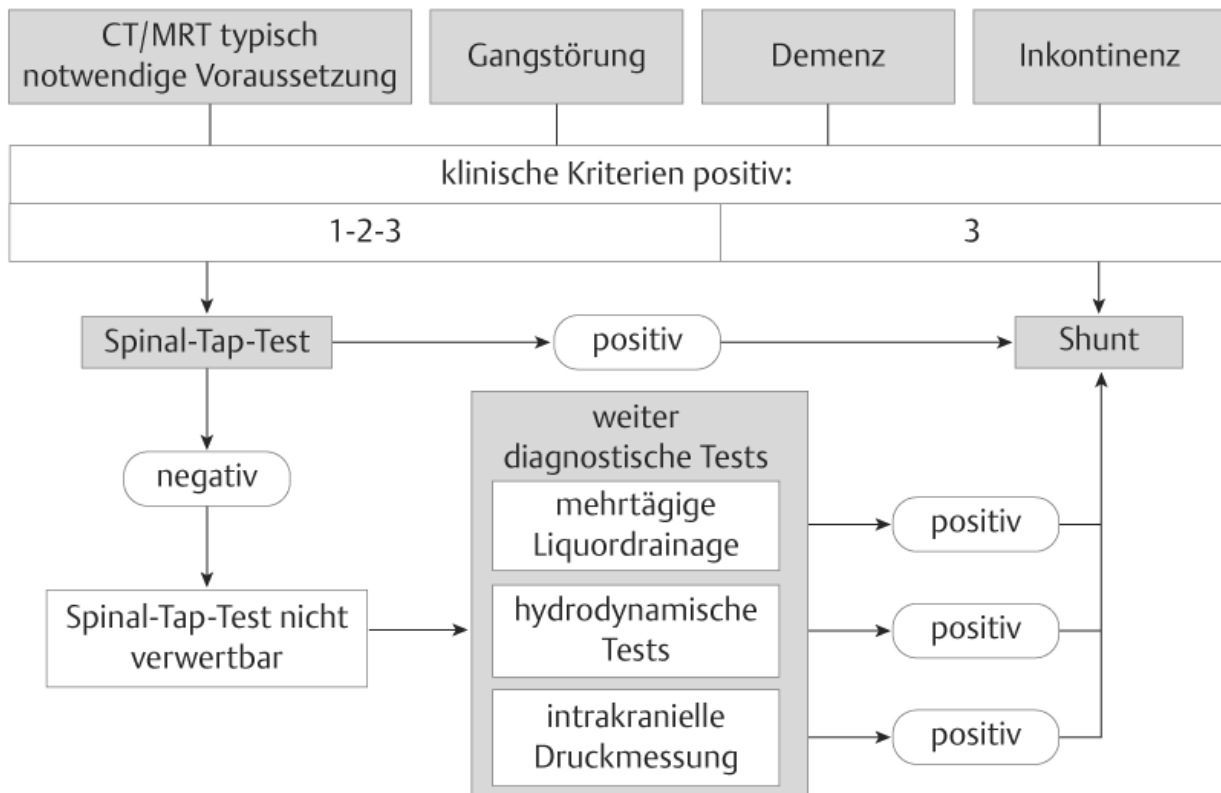 CT/MRT typisch
notwendige Voraussetzung
Gangstörung
Demenz
Inkontinenz
klinische Kriterien positiv:
1-2-3
3
Spinal-Tap-Test
positiv
Shunt
negativ
Spinal-Tap-Test nicht
verwertbar
weiter
diagnostische Tests
mehrtägige
Liquordrainage
positiv
hydrodynamische
Tests
positiv
intrakranielle
Druckmessung
positiv